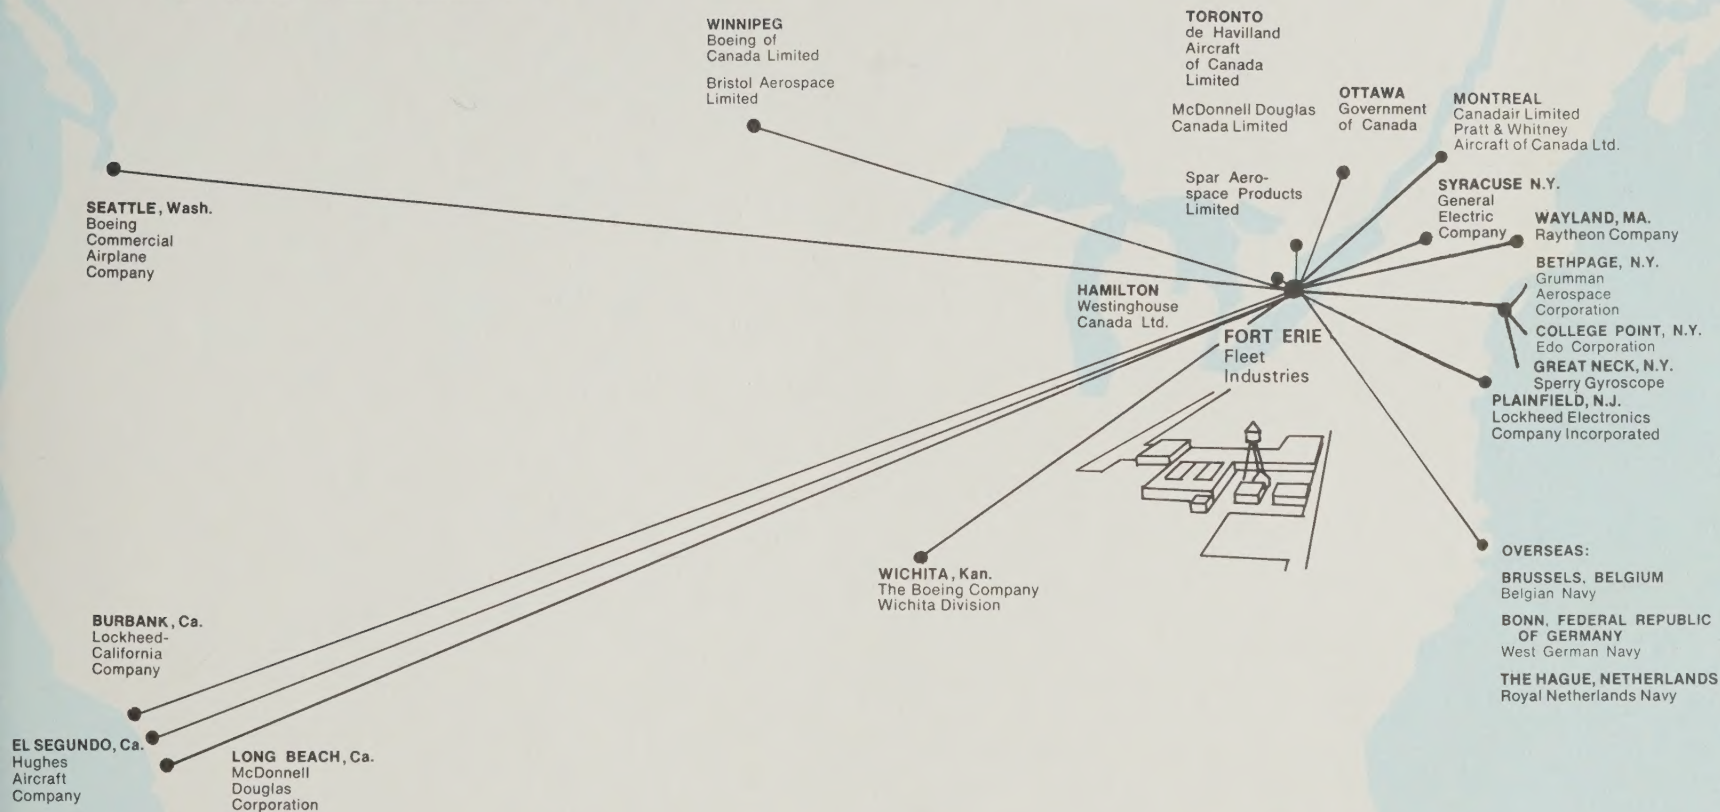 WINNIPEG
Boeing of
Canada Limited
Bristol Aerospace
Limited
TORONTO
de Havilland
Aircraft
of Canada
Limited
McDonnell Douglas
Canada Limited
Spar Aero-
space Products
Limited
OTTAWA
Government
of Canada
MONTREAL
Canadair Limited
Pratt & Whitney
Aircraft of Canada Ltd.
SYRACUSE N.Y.
General
Electric
Company
WAYLAND, MA.
Raytheon Company
BETHPAGE, N.Y.
Grumman
Aerospace
Corporation
COLLEGE POINT, N.Y.
Edo Corporation
GREAT NECK, N.Y.
Sperry Gyroscope
PLAINFIELD, N.J.
Lockheed Electronics
Company Incorporated
SEATTLE, Wash.
Boeing
Commercial
Airplane
Company
HAMILTON
Westinghouse
Canada Ltd.
FORT ERIE
Fleet
Industries
WICHITA, Kan.
The Boeing Company
Wichita Division
OVERSEAS:
BRUSSELS, BELGIUM
Belgian Navy
BONN, FEDERAL REPUBLIC
OF GERMANY
West German Navy
THE HAGUE, NETHERLANDS
Royal Netherlands Navy
BURBANK, Ca.
Lockheed-
California
Company
EL SEGUNDO, Ca.
Hughes
Aircraft
Company
LONG BEACH, Ca.
McDonnell
Douglas
Corporation